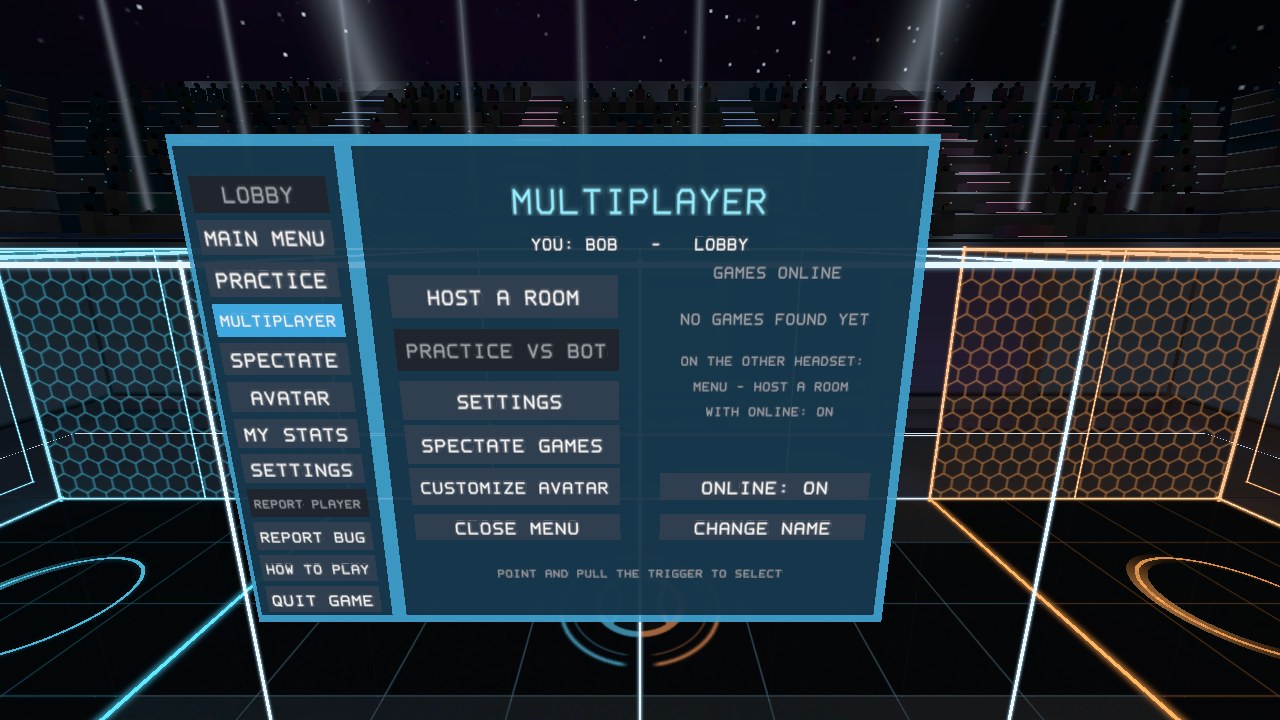 LOBBY
MAIN MENU
PRACTICE
MULTIPLAYER
SPECTATE
AVATAR
MY STATS
SETTINGS
REPORT PLAYER
REPORT BUG
HOW TO PLAY
QUIT GAME
MULTIPLAYER
YOU: BOB - LOBBY
HOST A ROOM
PRACTICE VS BOT
SETTINGS
SPECTATE GAMES
CUSTOMIZE AVATAR
CLOSE MENU
GAMES ONLINE
NO GAMES FOUND YET
ON THE OTHER HEADSET:
MENU - HOST A ROOM
WITH ONLINE: ON
ONLINE: ON
CHANGE NAME
POINT AND PULL THE TRIGGER TO SELECT